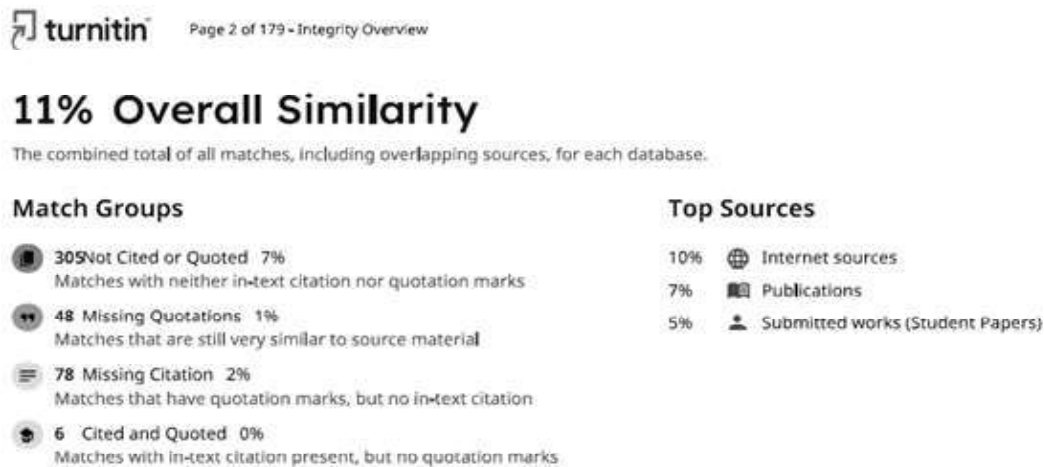 turnitin Page 2 of 179 - Integrity Overview
11% Overall Similarity
The combined total of all matches, including overlapping sources, for each database.
Match Groups
305 Not Cited or Quoted 7%
Matches with neither in-text citation nor quotation marks
48 Missing Quotations 1%
Matches that are still very similar to source material
78 Missing Citation 2%
Matches that have quotation marks, but no in-text citation
6 Cited and Quoted 0%
Matches with in-text citation present, but no quotation marks
Top Sources
10% Internet sources
7% Publications
5% Submitted works (Student Papers)